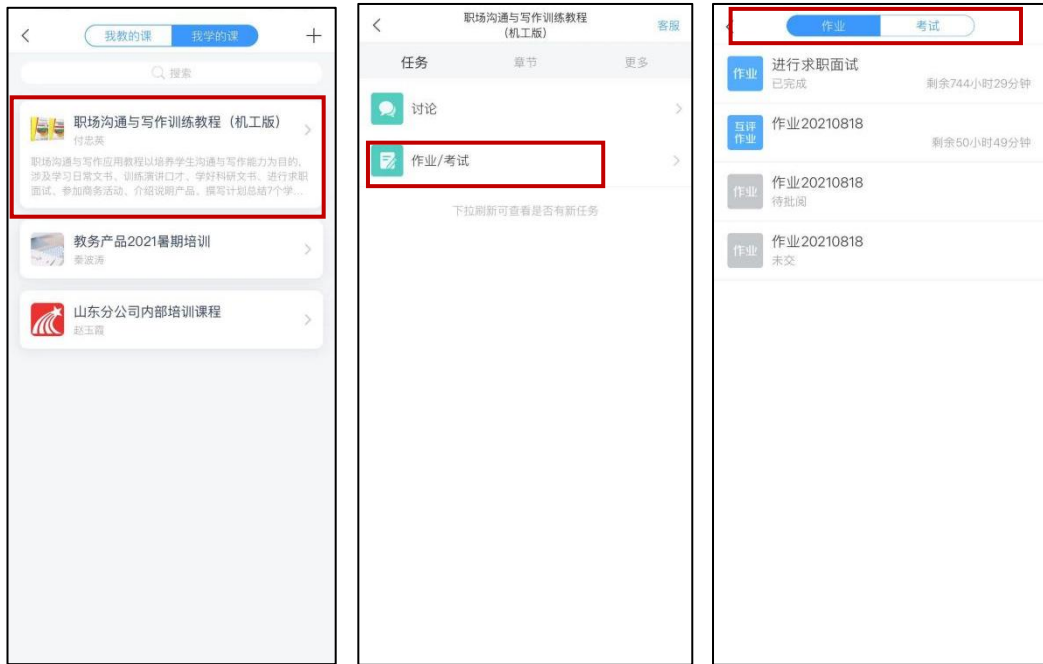 我教的课 我学的课
搜索
职场沟通与写作训练教程（机工版）
付忠英
职场沟通与写作应用教程以培养学生沟通与写作能力为目的，
涉及学习日常文书、训练演讲口才、学好科研文书、进行求职
面试、参加商务活动、介绍说明产品、撰写计划总结7个学...
教务产品2021暑期培训
秦波涛
山东分公司内部培训课程
赵玉霞
职场沟通与写作训练教程
（机工版）
客服
任务 章节 更多
讨论
作业/考试
下拉刷新可查看是否有新任务
作业 考试
作业
进行求职面试
已完成 剩余744小时29分钟
互评
作业
作业20210818
剩余50小时49分钟
作业
作业20210818
待批阅
作业
作业20210818
未交